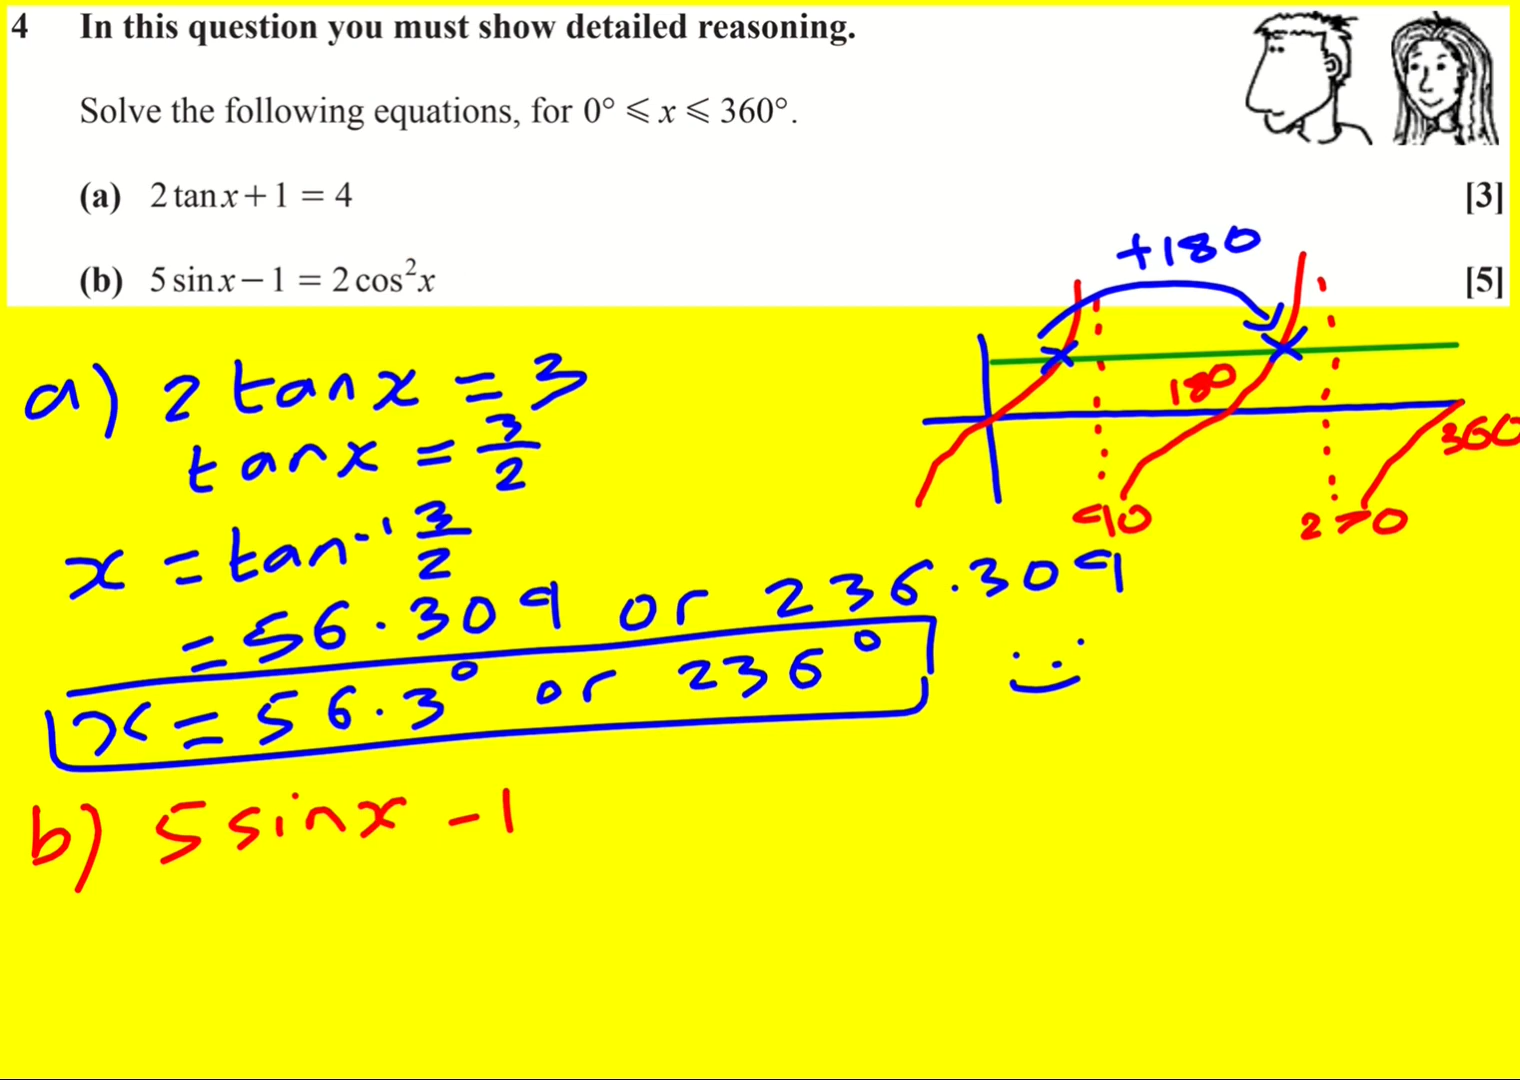 4 In this question you must show detailed reasoning.
Solve the following equations, for 0° ⩽ x ⩽ 360°.
(a) 2 tan x + 1 = 4 [3]
(b) 5 sin x − 1 = 2 cos² x [5]
+180
180
360
90
270
a) 2 tan x = 3
tan x = 3/2
x = tan⁻¹ 3/2
= 56.309 or 236.309
x = 56.3° or 236°
b) 5 sin x - 1